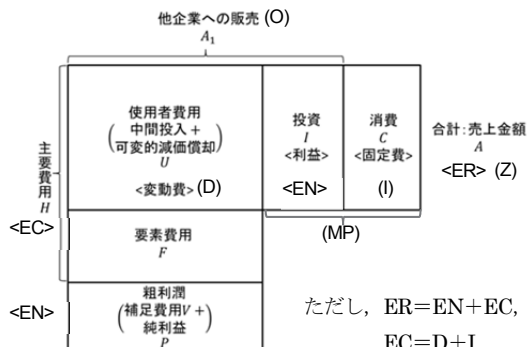 他企業への販売 (O)
A₁
使用者費用
(中間投入 +
可変的減価償却)
U
<変動費> (D)
投資
I
<利益>
<EN>
消費
C
<固定費>
(I)
合計:売上金額
A
<ER> (Z)
主要費用 H
<EC>
要素費用
F
(MP)
<EN>
粗利潤
(補足費用V +
純利益)
P
ただし, ER=EN+EC,
EC=D+I